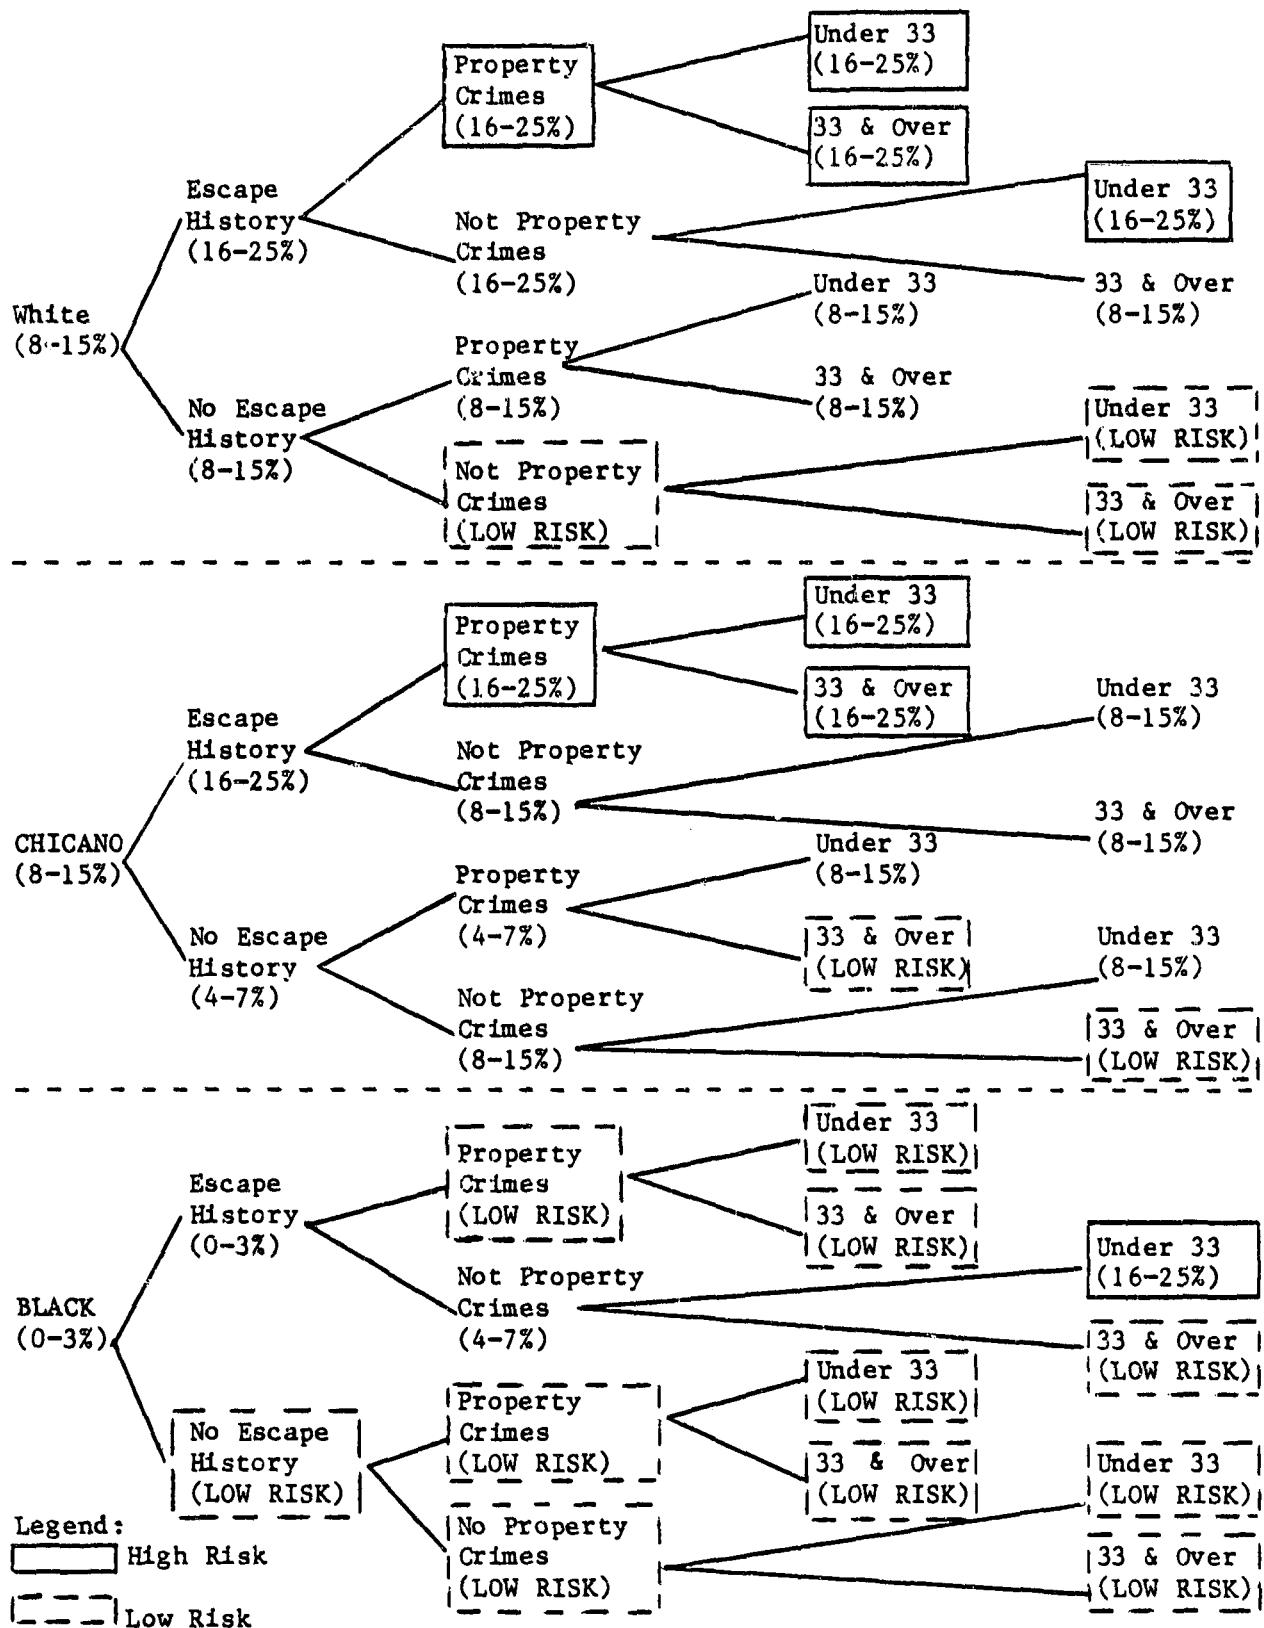 Under 33
(16-25%)
Property
Crimes
(16-25%)
33 & Over
(16-25%)
Escape
History
(16-25%)
Not Property
Crimes
(16-25%)
Under 33
(16-25%)
33 & Over
(8-15%)
White
(8-15%)
Under 33
(8-15%)
Property
Crimes
(8-15%)
33 & Over
(8-15%)
No Escape
History
(8-15%)
Not Property
Crimes
(LOW RISK)
Under 33
(LOW RISK)
33 & Over
(LOW RISK)
Under 33
(16-25%)
Property
Crimes
(16-25%)
33 & Over
(16-25%)
Escape
History
(16-25%)
Not Property
Crimes
(8-15%)
Under 33
(8-15%)
33 & Over
(8-15%)
CHICANO
(8-15%)
Under 33
(8-15%)
Property
Crimes
(4-7%)
33 & Over
(LOW RISK)
No Escape
History
(4-7%)
Not Property
Crimes
(8-15%)
Under 33
(8-15%)
33 & Over
(LOW RISK)
Under 33
(LOW RISK)
Property
Crimes
(LOW RISK)
33 & Over
(LOW RISK)
Escape
History
(0-3%)
Not Property
Crimes
(4-7%)
Under 33
(16-25%)
33 & Over
(LOW RISK)
BLACK
(0-3%)
Under 33
(LOW RISK)
Property
Crimes
(LOW RISK)
33 & Over
(LOW RISK)
No Escape
History
(LOW RISK)
No Property
Crimes
(LOW RISK)
Under 33
(LOW RISK)
33 & Over
(LOW RISK)
Legend:
High Risk
Low Risk